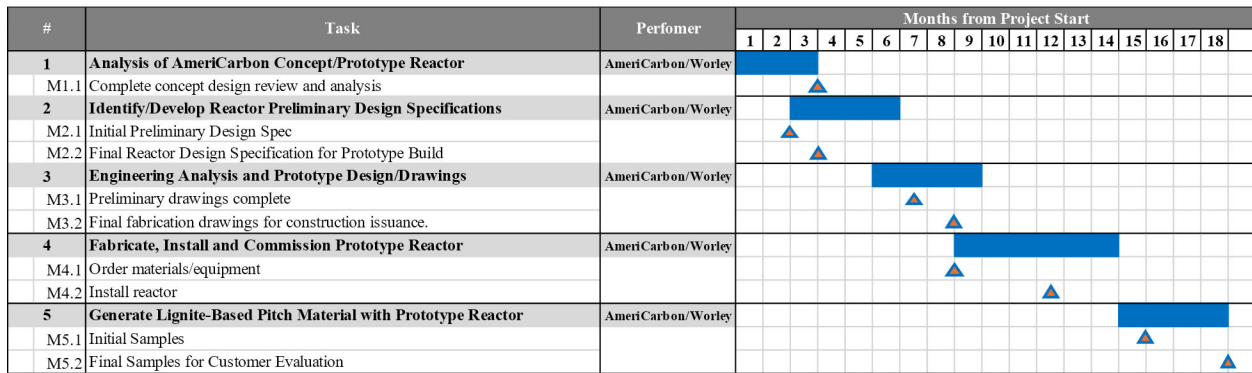 # Task Perfomer Months from Project Start
1 2 3 4 5 6 7 8 9 10 11 12 13 14 15 16 17 18
1 Analysis of AmeriCarbon Concept/Prototype Reactor AmeriCarbon/Worley
M1.1 Complete concept design review and analysis
2 Identify/Develop Reactor Preliminary Design Specifications AmeriCarbon/Worley
M2.1 Initial Preliminary Design Spec
M2.2 Final Reactor Design Specification for Prototype Build
3 Engineering Analysis and Prototype Design/Drawings AmeriCarbon/Worley
M3.1 Preliminary drawings complete
M3.2 Final fabrication drawings for construction issuance.
4 Fabricate, Install and Commission Prototype Reactor AmeriCarbon/Worley
M4.1 Order materials/equipment
M4.2 Install reactor
5 Generate Lignite-Based Pitch Material with Prototype Reactor AmeriCarbon/Worley
M5.1 Initial Samples
M5.2 Final Samples for Customer Evaluation